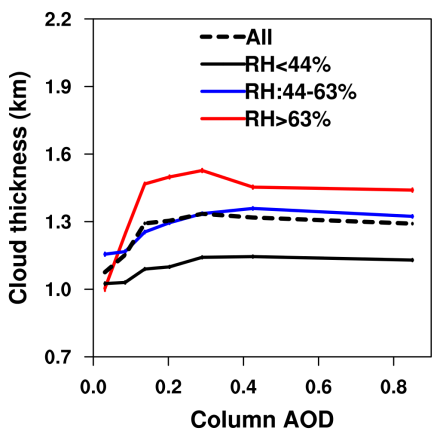 2.2
1.9
1.6
1.3
1.0
0.7
Cloud thickness (km)
All
RH<44%
RH:44-63%
RH>63%
0.0 0.2 0.4 0.6 0.8
Column AOD